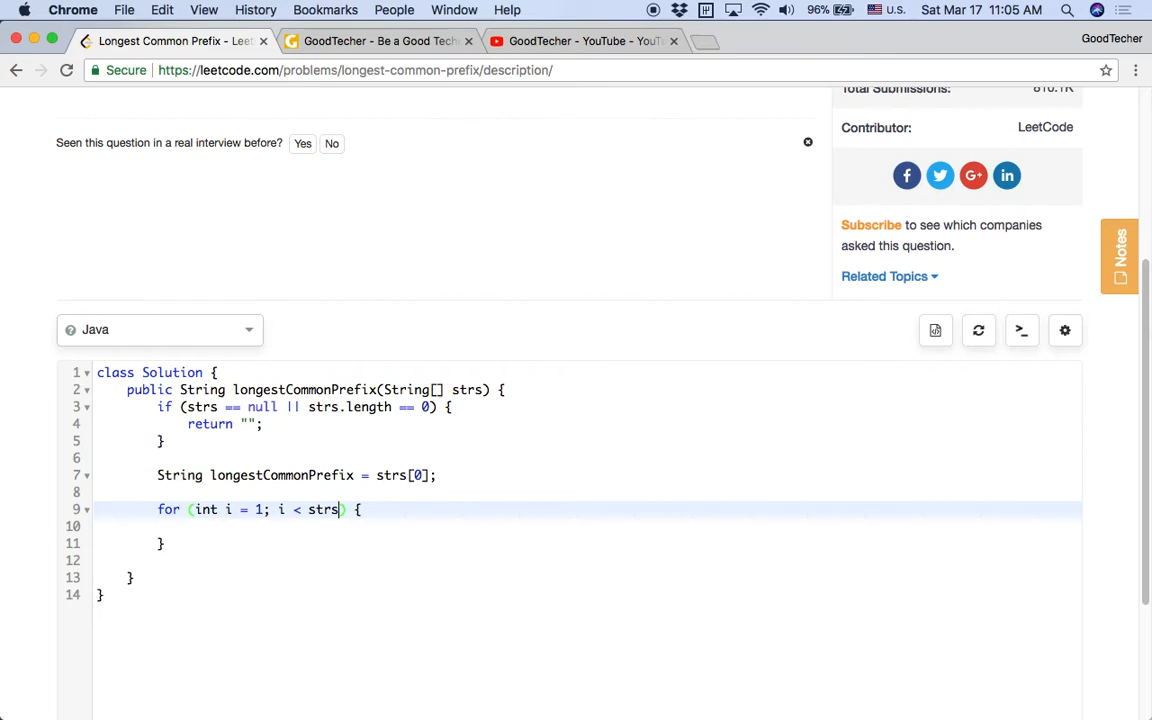 Chrome File Edit View History Bookmarks People Window Help 96% U.S. Sat Mar 17 11:05 AM
Longest Common Prefix - Leet GoodTecher - Be a Good Tech GoodTecher - YouTube - YouTu GoodTecher
Secure https://leetcode.com/problems/longest-common-prefix/description/
Total Submissions: 810.1K
Seen this question in a real interview before? Yes No
Contributor: LeetCode
Subscribe to see which companies
asked this question.
Related Topics
Notes
Java
1 class Solution {
2 public String longestCommonPrefix(String[] strs) {
3 if (strs == null || strs.length == 0) {
4 return "";
5 }
6
7 String longestCommonPrefix = strs[0];
8
9 for (int i = 1; i < strs) {
10
11 }
12
13 }
14 }